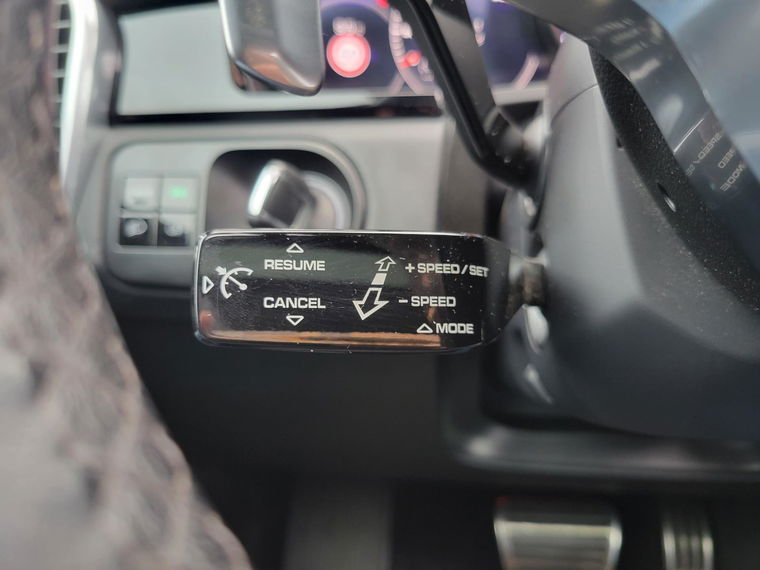 RESUME
+ SPEED/SET
CANCEL
- SPEED
MODE